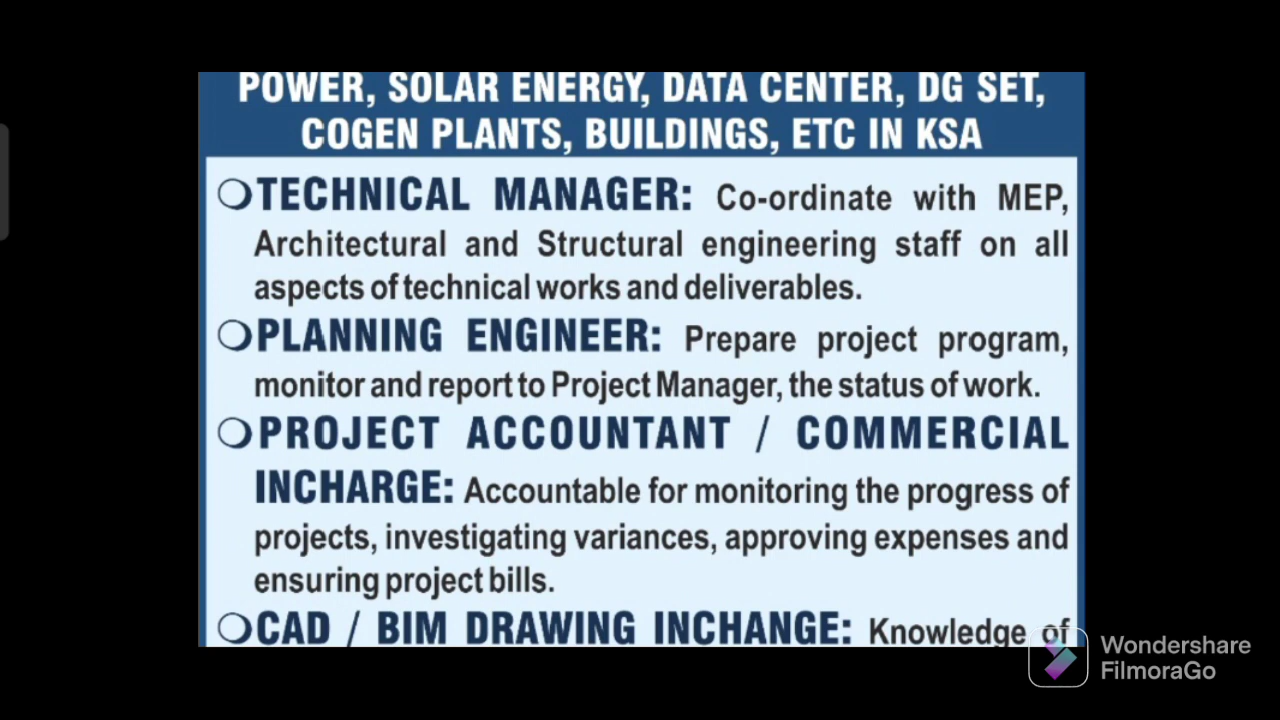 POWER, SOLAR ENERGY, DATA CENTER, DG SET,
COGEN PLANTS, BUILDINGS, ETC IN KSA
TECHNICAL MANAGER: Co-ordinate with MEP,
Architectural and Structural engineering staff on all
aspects of technical works and deliverables.
PLANNING ENGINEER: Prepare project program,
monitor and report to Project Manager, the status of work.
PROJECT ACCOUNTANT / COMMERCIAL
INCHARGE: Accountable for monitoring the progress of
projects, investigating variances, approving expenses and
ensuring project bills.
CAD / BIM DRAWING INCHANGE: Knowledge of
Wondershare
FilmoraGo